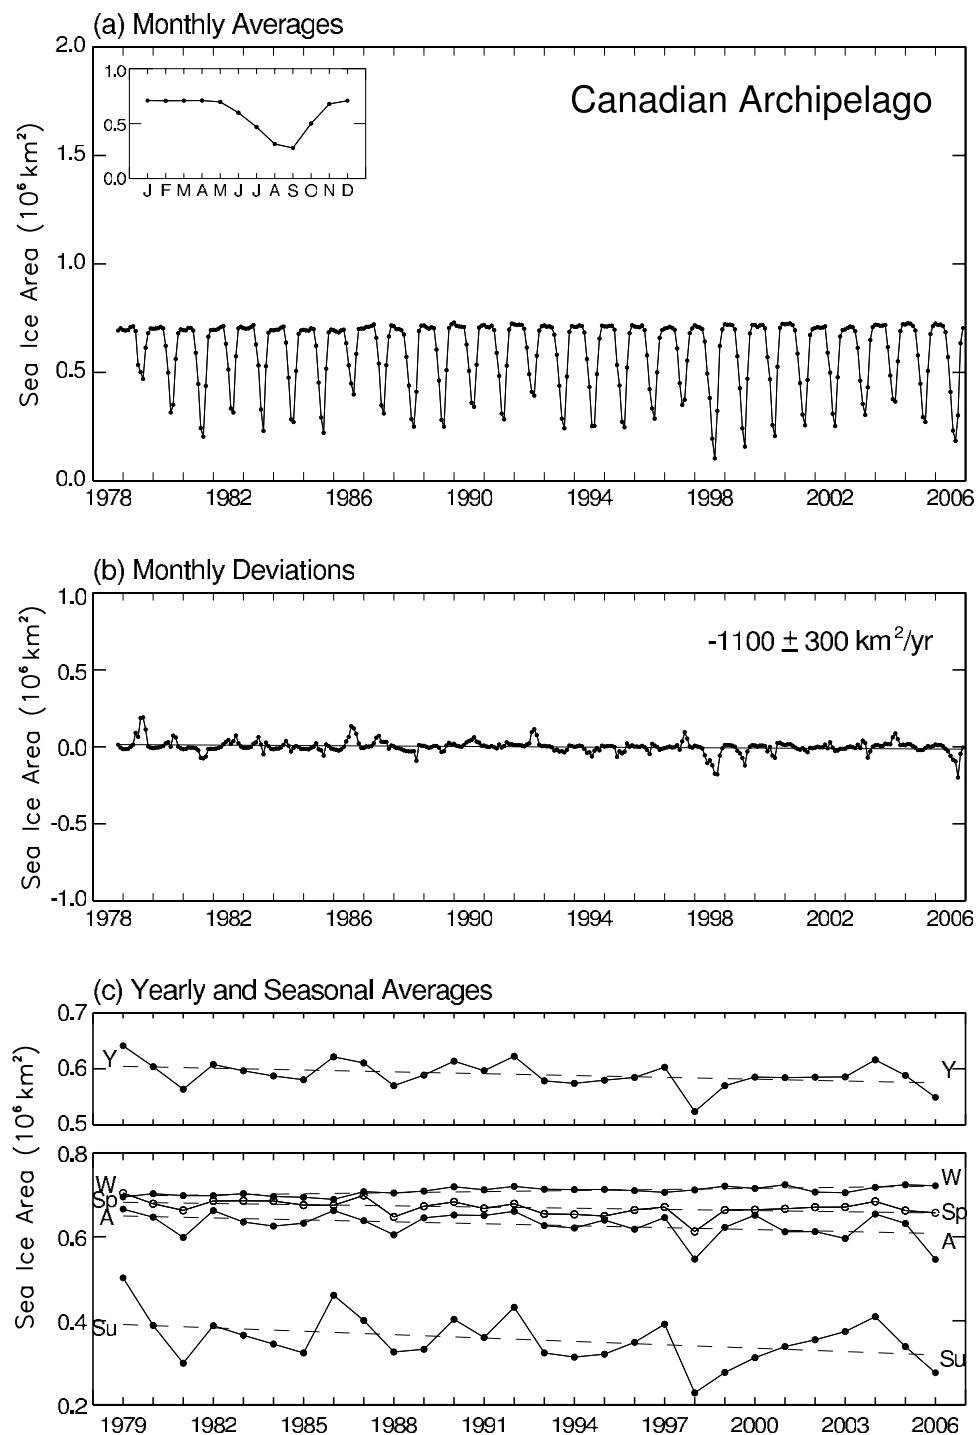 (a) Monthly Averages
Canadian Archipelago
Sea Ice Area (10⁶ km²)
2.0
1.5
1.0
0.5
0.0
1.0
0.5
0.0
J F M A M J J A S O N D
1978 1982 1986 1990 1994 1998 2002 2006
(b) Monthly Deviations
-1100 ± 300 km²/yr
Sea Ice Area (10⁶ km²)
1.0
0.5
0.0
-0.5
-1.0
1978 1982 1986 1990 1994 1998 2002 2006
(c) Yearly and Seasonal Averages
Sea Ice Area (10⁶ km²)
0.7
0.6
0.5
Y Y
0.8
0.6
0.4
0.2
W W
Sp Sp
A A
Su Su
1979 1982 1985 1988 1991 1994 1997 2000 2003 2006